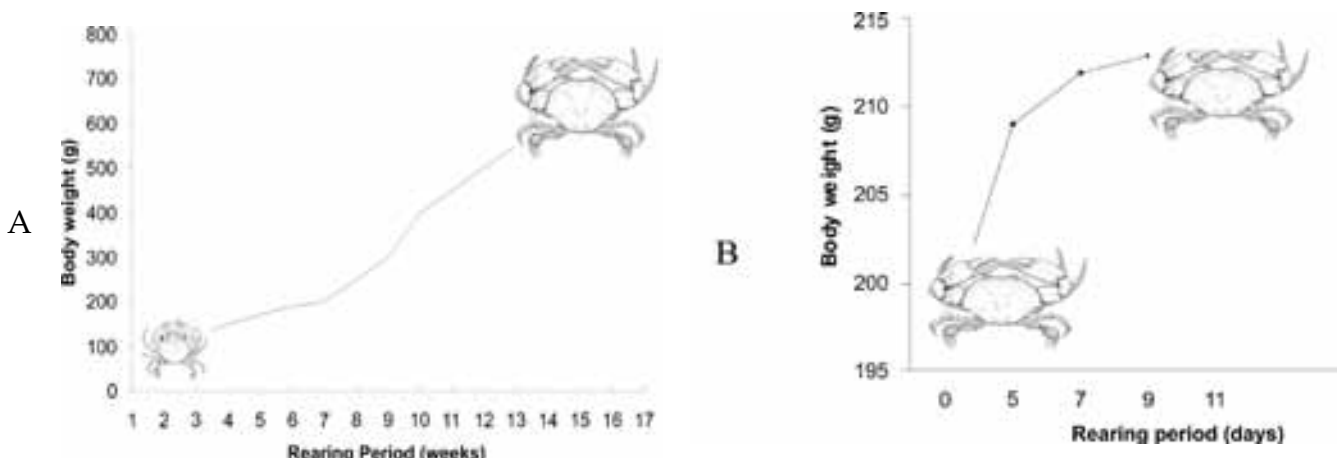 A
Body weight (g)
800
700
600
500
400
300
200
100
0
1 2 3 4 5 6 7 8 9 10 11 12 13 14 15 16 17
Rearing Period (weeks)
B
Body weight (g)
215
210
205
200
195
0 5 7 9 11
Rearing period (days)